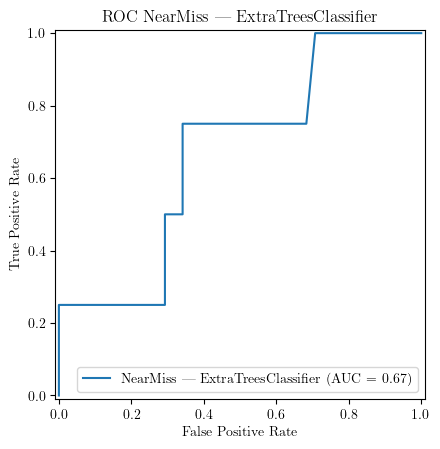 ROC NearMiss — ExtraTreesClassifier
1.0
0.8
0.6
0.4
0.2
0.0
True Positive Rate
NearMiss — ExtraTreesClassifier (AUC = 0.67)
0.0 0.2 0.4 0.6 0.8 1.0
False Positive Rate